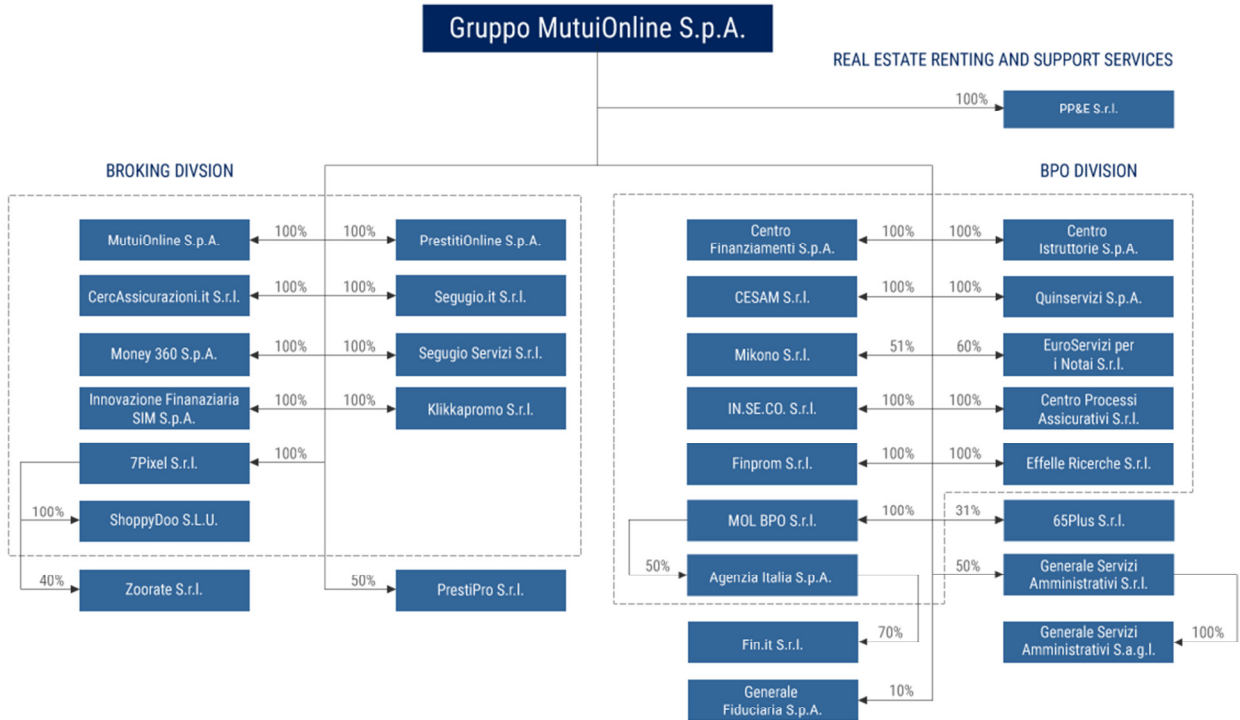 Gruppo MutuiOnline S.p.A.
REAL ESTATE RENTING AND SUPPORT SERVICES
100%
PP&E S.r.l.
BROKING DIVSION
BPO DIVISION
MutuiOnline S.p.A.
100%
100%
PrestitiOnline S.p.A.
CercAssicurazioni.it S.r.l.
100%
100%
Segugio.it S.r.l.
Money 360 S.p.A.
100%
100%
Segugio Servizi S.r.l.
Innovazione Finanaziaria
SIM S.p.A.
100%
100%
Klikkapromo S.r.l.
7Pixel S.r.l.
100%
100%
ShoppyDoo S.L.U.
40%
Zoorate S.r.l.
50%
PrestiPro S.r.l.
Centro
Finanziamenti S.p.A.
100%
100%
Centro
Istruttorie S.p.A.
CESAM S.r.l.
100%
100%
Quinservizi S.p.A.
Mikono S.r.l.
51%
60%
EuroServizi per
i Notai S.r.l.
IN.SE.CO. S.r.l.
100%
100%
Centro Processi
Assicurativi S.r.l.
Finprom S.r.l.
100%
100%
Effelle Ricerche S.r.l.
MOL BPO S.r.l.
100%
31%
65Plus S.r.l.
50%
Agenzia Italia S.p.A.
50%
Generale Servizi
Amministrativi S.r.l.
Fin.it S.r.l.
70%
Generale Servizi
Amministrativi S.a.g.l.
100%
Generale
Fiduciaria S.p.A.
10%